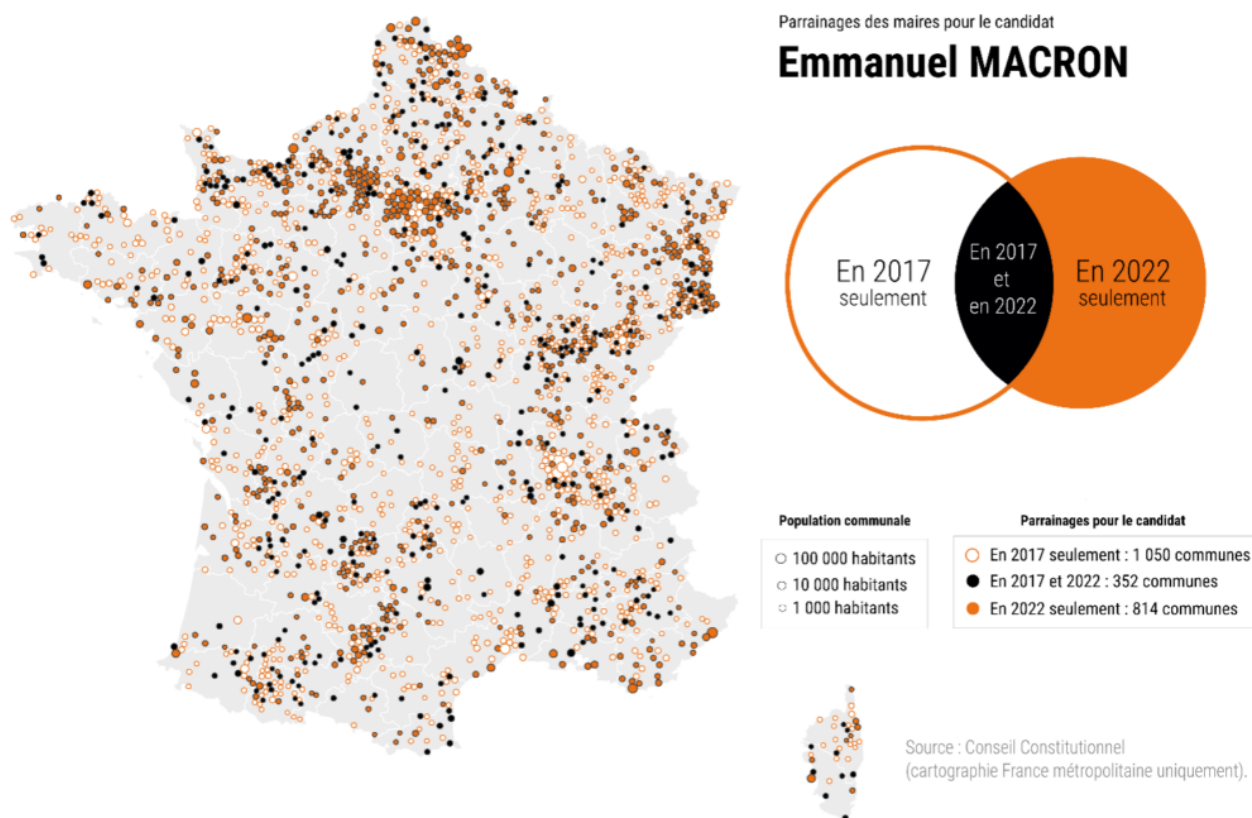 Parrainages des maires pour le candidat
Emmanuel MACRON
En 2017
seulement
En 2017
et
en 2022
En 2022
seulement
Population communale
100 000 habitants
10 000 habitants
1 000 habitants
Parrainages pour le candidat
En 2017 seulement : 1 050 communes
En 2017 et 2022 : 352 communes
En 2022 seulement : 814 communes
Source : Conseil Constitutionnel
(cartographie France métropolitaine uniquement).